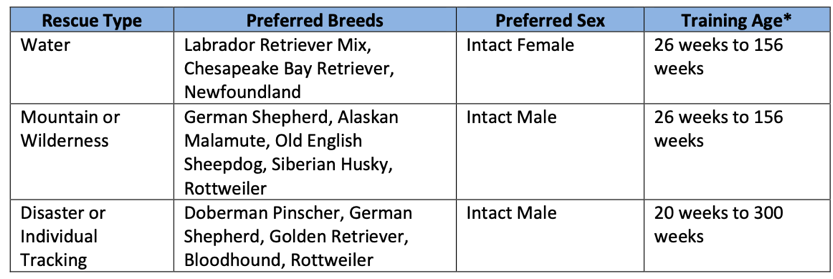 Rescue Type Preferred Breeds Preferred Sex Training Age*
Water Labrador Retriever Mix, Intact Female 26 weeks to 156
Chesapeake Bay Retriever, weeks
Newfoundland
Mountain or German Shepherd, Alaskan Intact Male 26 weeks to 156
Wilderness Malamute, Old English weeks
Sheepdog, Siberian Husky,
Rottweiler
Disaster or Doberman Pinscher, German Intact Male 20 weeks to 300
Individual Shepherd, Golden Retriever, weeks
Tracking Bloodhound, Rottweiler